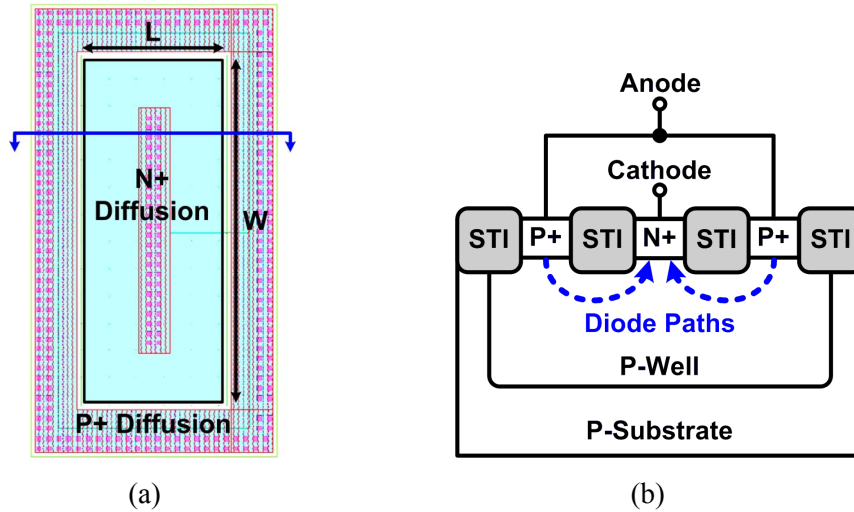 L
N+
Diffusion
W
P+ Diffusion
(a)
Anode
Cathode
STI P+ STI N+ STI P+ STI
Diode Paths
P-Well
P-Substrate
(b)